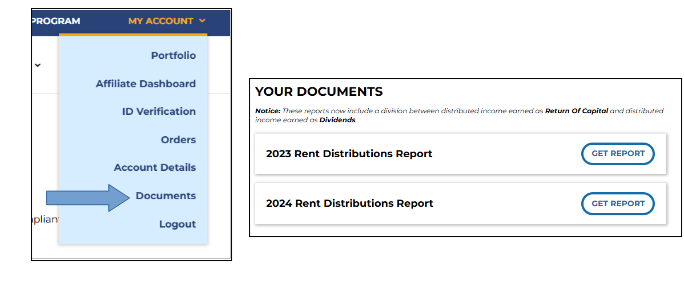 PROGRAM
MY ACCOUNT
Portfolio
Affiliate Dashboard
ID Verification
Orders
Account Details
Documents
Logout
YOUR DOCUMENTS
Notice: These reports now include a division between distributed income earned as Return Of Capital and distributed
income earned as Dividends
2023 Rent Distributions Report
GET REPORT
2024 Rent Distributions Report
GET REPORT